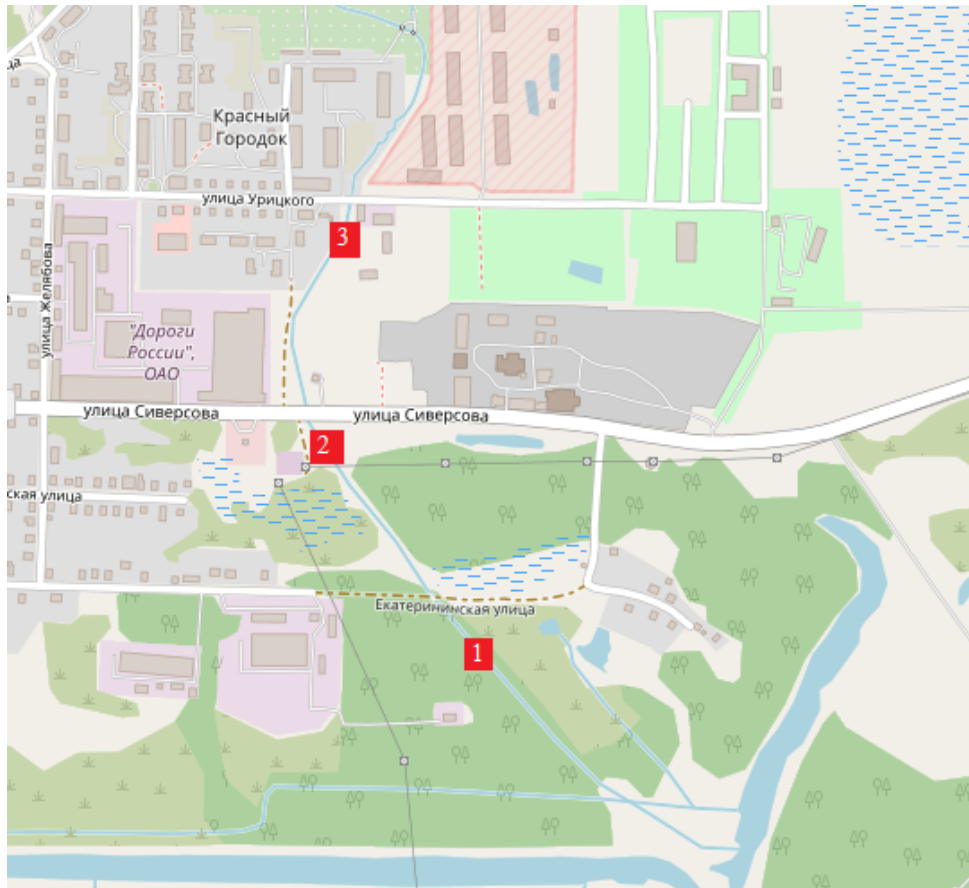 ца
Красный
Городок
улица Урицкого
3
улица Желябова
"Дороги
России",
ОАО
улица Сиверсова
улица Сиверсова
2
ская улица
Екатерининская улица
1